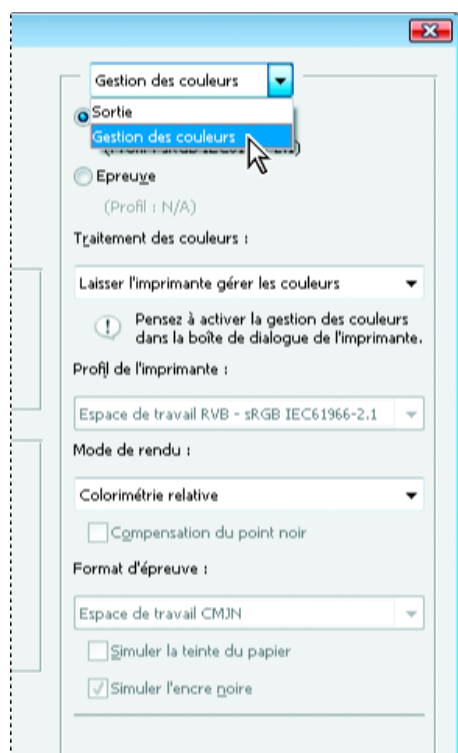 Gestion des couleurs
Sortie
Gestion des couleurs
Epreuve
(Profil : N/A)
Traitement des couleurs :
Laisser l'imprimante gérer les couleurs
Pensez à activer la gestion des couleurs
dans la boîte de dialogue de l'imprimante.
Profil de l'imprimante :
Espace de travail RVB - sRGB IEC61966-2.1
Mode de rendu :
Colorimétrie relative
Compensation du point noir
Format d'épreuve :
Espace de travail CMJN
Simuler la teinte du papier
Simuler l'encre noire